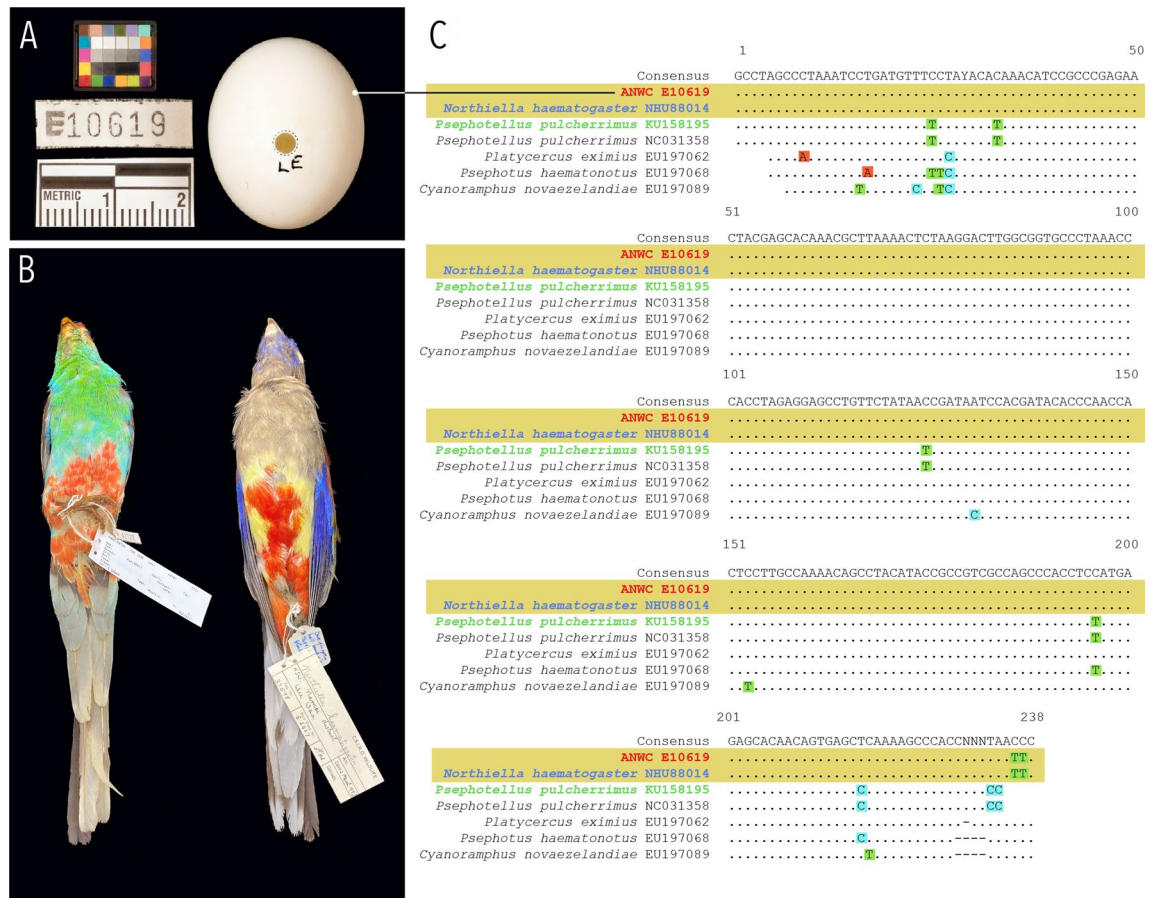 A
E10619
METRIC 1 2
LE
B
C
1 50
Consensus GCCTAGCCCTAAATCCTGATGTTTCCTAYACACAAACATCCGCCCGAGAA
ANWC E10619 ..................................................
Northiella haematogaster NHU88014 ..................................................
Psephotellus pulcherrimus KU158195 ........................T.......T.................
Psephotellus pulcherrimus NC031358 ........................T.......T.................
Platycercus eximius EU197062 ....A.................C.......................
Psephotus haematonotus EU197068 ............A.......TTC.......................
Cyanoramphus novaezelandiae EU197089 .........T......C..TC.......................
51 100
Consensus CTACGAGCACAAACGCTTAAAACTCTAAGGACTTGGCGGTGCCCTAAACC
ANWC E10619 ..................................................
Northiella haematogaster NHU88014 ..................................................
Psephotellus pulcherrimus KU158195 ..................................................
Psephotellus pulcherrimus NC031358 ..................................................
Platycercus eximius EU197062 ..................................................
Psephotus haematonotus EU197068 ..................................................
Cyanoramphus novaezelandiae EU197089 ..................................................
101 150
Consensus CACCTAGAGGAGCCTGTTCTATAACCGATAATCCACGATACACCCAACCA
ANWC E10619 ..................................................
Northiella haematogaster NHU88014 ..................................................
Psephotellus pulcherrimus KU158195 ........................T.........................
Psephotellus pulcherrimus NC031358 ........................T.........................
Platycercus eximius EU197062 ..................................................
Psephotus haematonotus EU197068 ..................................................
Cyanoramphus novaezelandiae EU197089 ..............................C...................
151 200
Consensus CTCCTTGCCAAAACAGCCTACATACCGCCGTCGCCAGCCCACCTCCATGA
ANWC E10619 ..................................................
Northiella haematogaster NHU88014 ..................................................
Psephotellus pulcherrimus KU158195 .............................................T....
Psephotellus pulcherrimus NC031358 .............................................T....
Platycercus eximius EU197062 ..................................................
Psephotus haematonotus EU197068 .............................................T....
Cyanoramphus novaezelandiae EU197089 ..T...............................................
201 238
Consensus GAGCACAACAGTGAGCTCAAAAGCCCACCNNNTAACCC
ANWC E10619 ...................................TT.
Northiella haematogaster NHU88014 ...................................TT.
Psephotellus pulcherrimus KU158195 ................C...............CC....
Psephotellus pulcherrimus NC031358 ................C...............CC....
Platycercus eximius EU197062 .............................-........
Psephotus haematonotus EU197068 ................C...........----......
Cyanoramphus novaezelandiae EU197089 .................T..........----......